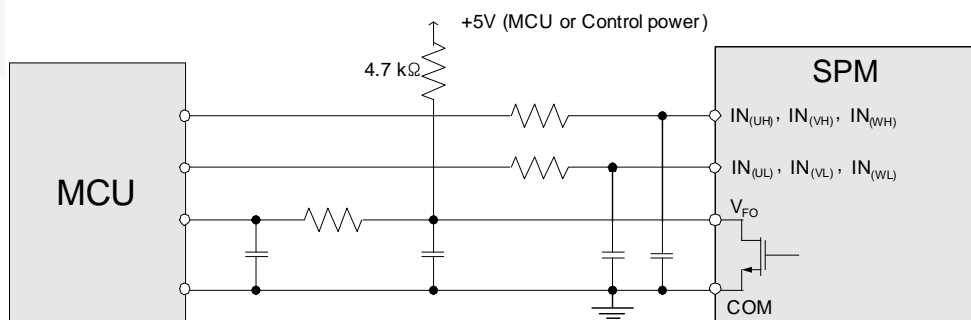 +5V (MCU or Control power)
4.7 kΩ
SPM
IN(UH), IN(VH), IN(WH)
IN(UL), IN(VL), IN(WL)
MCU
VFO
COM